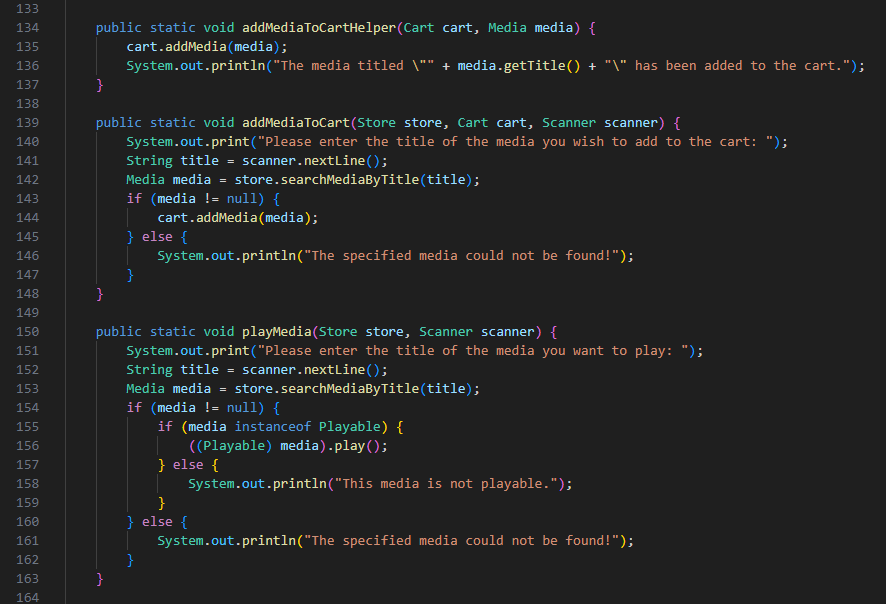 133
134 public static void addMediaToCartHelper(Cart cart, Media media) {
135 cart.addMedia(media);
136 System.out.println("The media titled \"" + media.getTitle() + "\" has been added to the cart.");
137 }
138
139 public static void addMediaToCart(Store store, Cart cart, Scanner scanner) {
140 System.out.print("Please enter the title of the media you wish to add to the cart: ");
141 String title = scanner.nextLine();
142 Media media = store.searchMediaByTitle(title);
143 if (media != null) {
144 cart.addMedia(media);
145 } else {
146 System.out.println("The specified media could not be found!");
147 }
148 }
149
150 public static void playMedia(Store store, Scanner scanner) {
151 System.out.print("Please enter the title of the media you want to play: ");
152 String title = scanner.nextLine();
153 Media media = store.searchMediaByTitle(title);
154 if (media != null) {
155 if (media instanceof Playable) {
156 ((Playable) media).play();
157 } else {
158 System.out.println("This media is not playable.");
159 }
160 } else {
161 System.out.println("The specified media could not be found!");
162 }
163 }
164